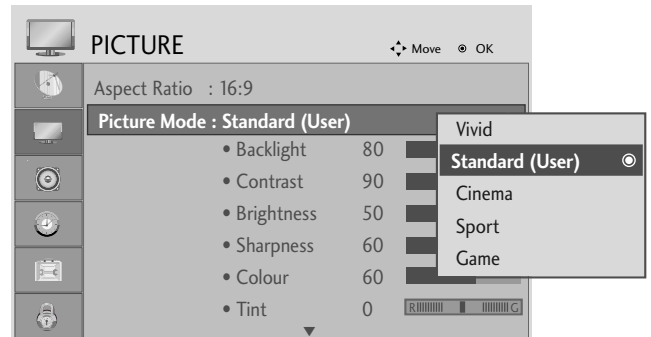 PICTURE
Move OK
Aspect Ratio : 16:9
Picture Mode : Standard (User)
• Backlight 80
• Contrast 90
• Brightness 50
• Sharpness 60
• Colour 60
• Tint 0 R G
Vivid
Standard (User)
Cinema
Sport
Game